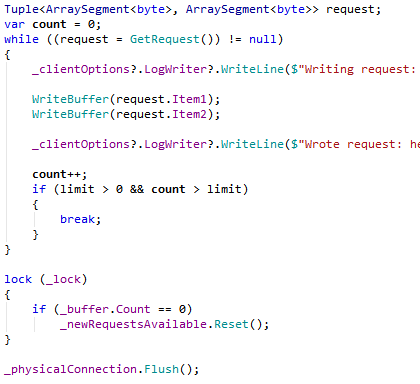 Tuple<ArraySegment<byte>, ArraySegment<byte>> request;
var count = 0;
while ((request = GetRequest()) != null)
{
_clientOptions?.LogWriter?.WriteLine($"Writing request:
WriteBuffer(request.Item1);
WriteBuffer(request.Item2);
_clientOptions?.LogWriter?.WriteLine($"Wrote request: he
count++;
if (limit > 0 && count > limit)
{
break;
}
}
lock (_lock)
{
if (_buffer.Count == 0)
_newRequestsAvailable.Reset();
}
_physicalConnection.Flush();